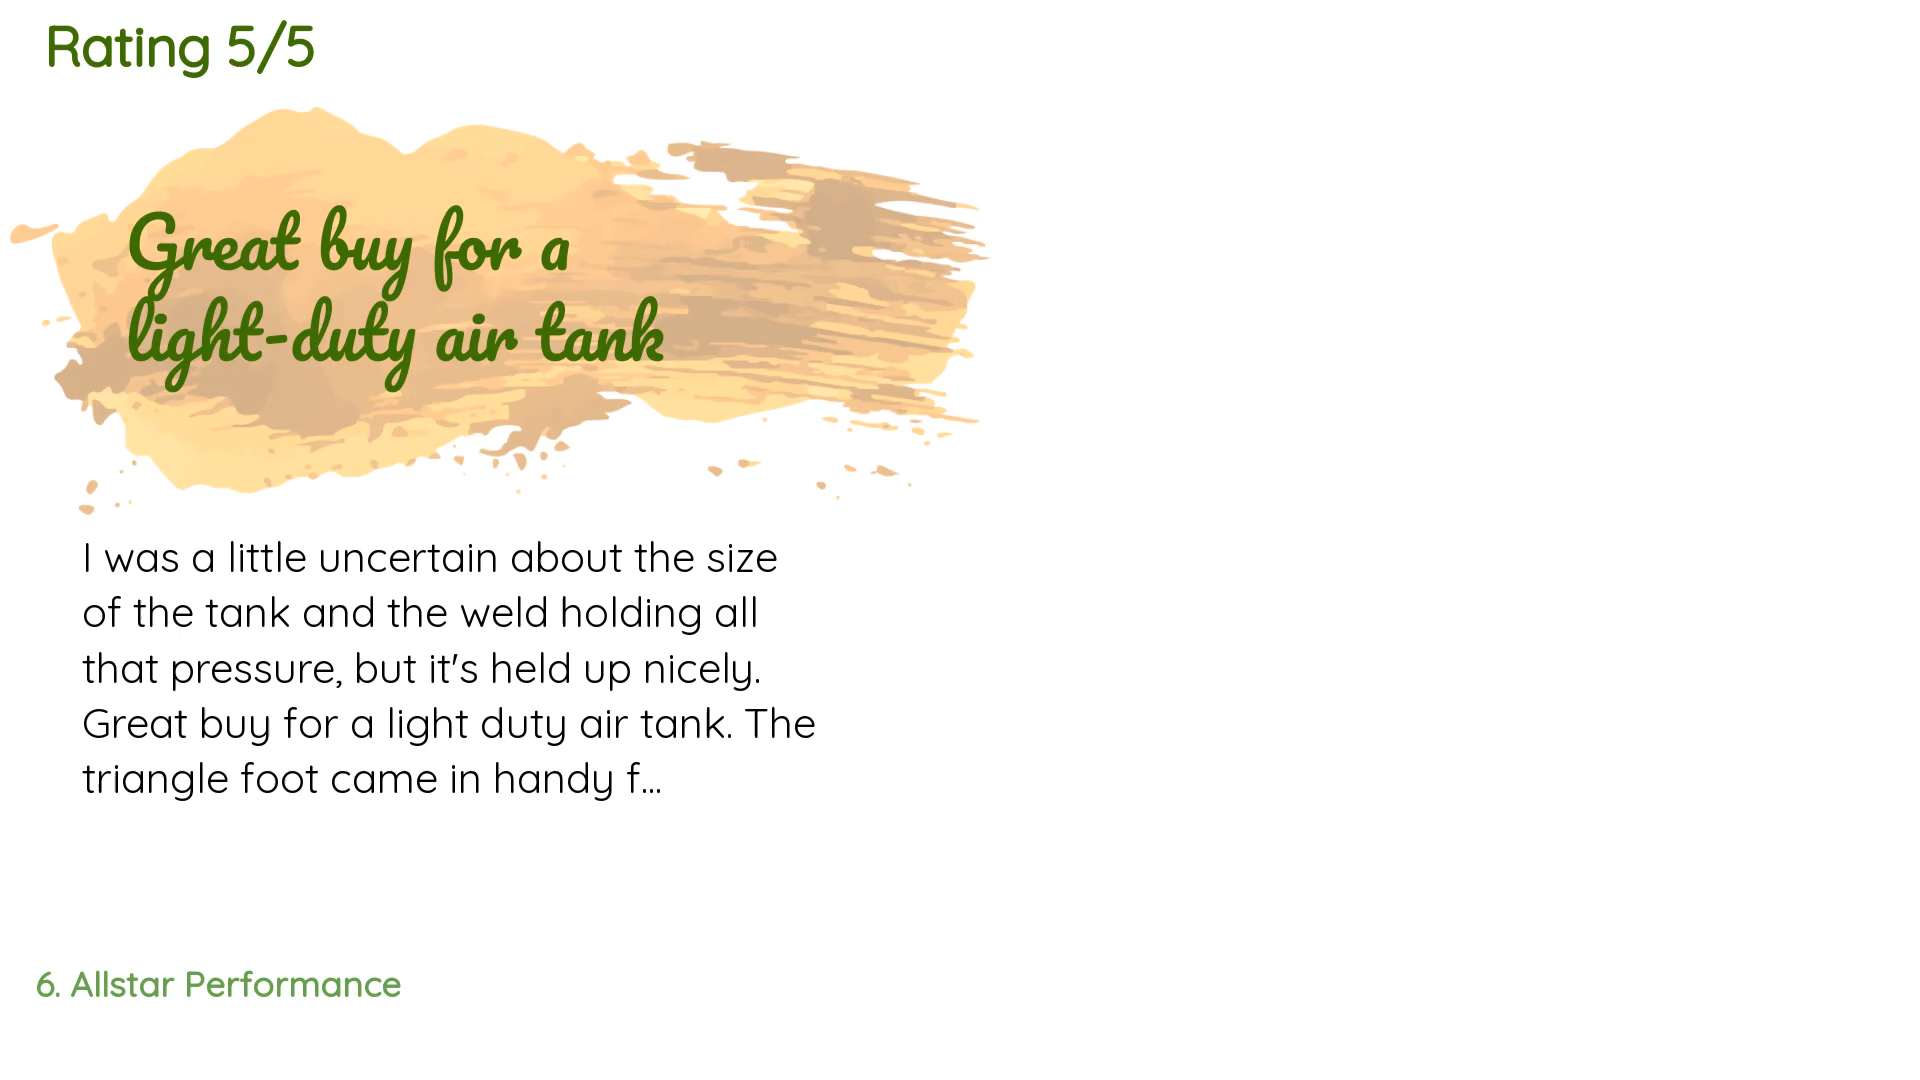 Rating 5/5
Great buy for a
light-duty air tank
I was a little uncertain about the size
of the tank and the weld holding all
that pressure, but it's held up nicely.
Great buy for a light duty air tank. The
triangle foot came in handy f...
6. Allstar Performance